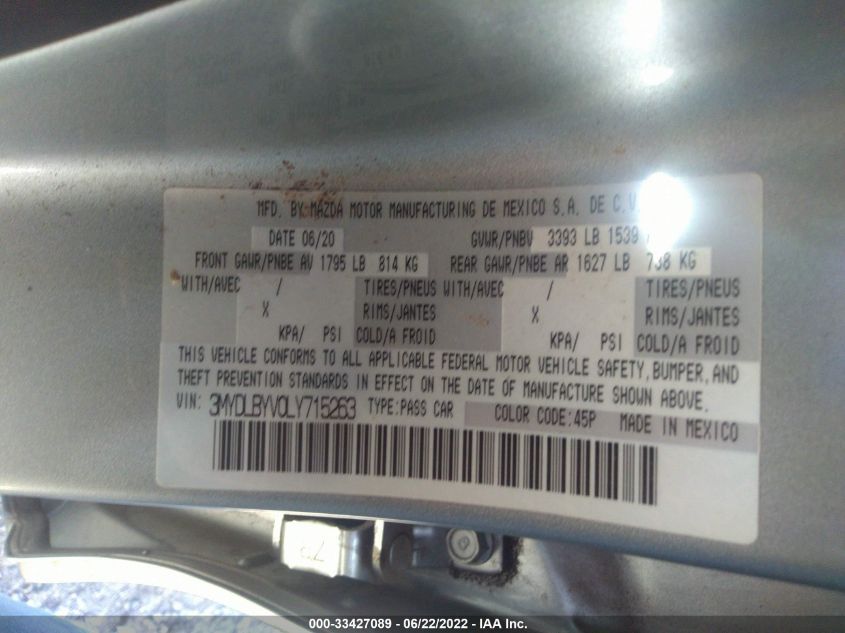 MFD. BY MAZDA MOTOR MANUFACTURING DE MEXICO S.A. DE C.V.
DATE 06/20 GVWR/PNBV 3393 LB 1539
FRONT GAWR/PNBE AV 1795 LB 814 KG REAR GAWR/PNBE AR 1627 LB 738 KG
WITH/AVEC / TIRES/PNEUS WITH/AVEC / TIRES/PNEUS
X RIMS/JANTES X RIMS/JANTES
KPA/ PSI COLD/A FROID KPA/ PSI COLD/A FROID
THIS VEHICLE CONFORMS TO ALL APPLICABLE FEDERAL MOTOR VEHICLE SAFETY, BUMPER, AND
THEFT PREVENTION STANDARDS IN EFFECT ON THE DATE OF MANUFACTURE SHOWN ABOVE.
VIN: 3MYDLBYV0LY715263 TYPE:PASS CAR COLOR CODE:45P MADE IN MEXICO
000-33427089 - 06/22/2022 - IAA Inc.